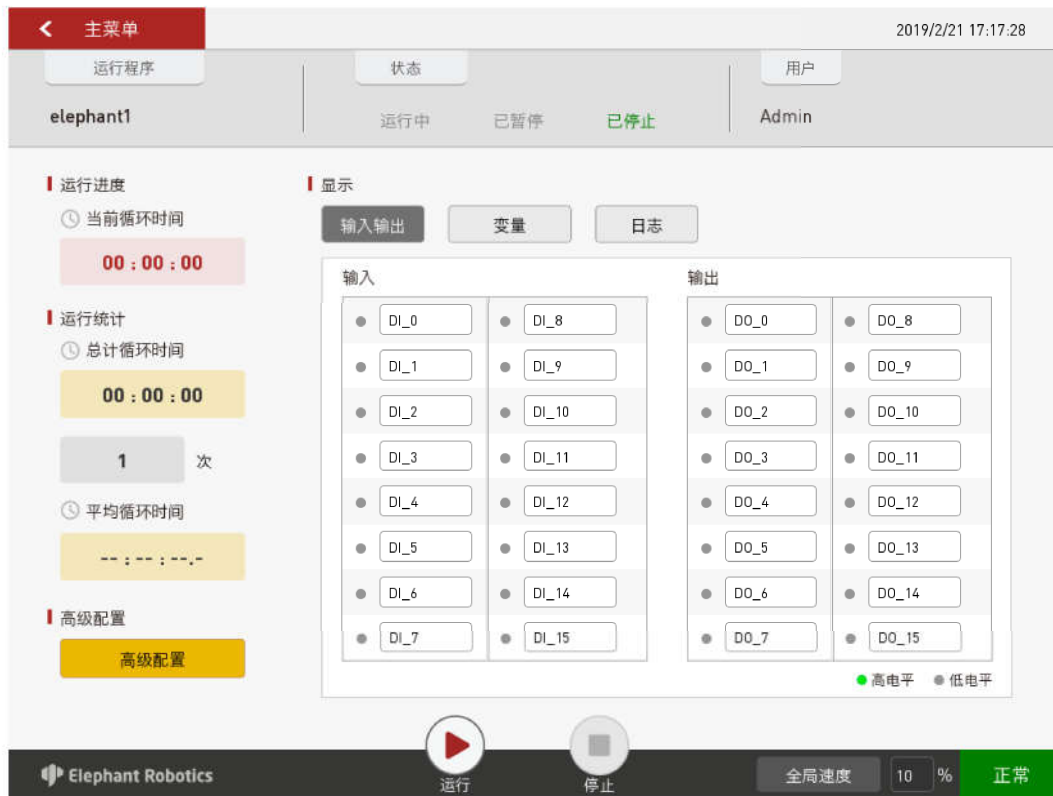 主菜单
2019/2/21 17:17:28
运行程序
状态
用户
elephant1
运行中 已暂停 已停止
Admin
运行进度
当前循环时间
00 : 00 : 00
运行统计
总计循环时间
00 : 00 : 00
1 次
平均循环时间
-- : -- : --.-
高级配置
高级配置
显示
输入输出 变量 日志
输入
DI_0 DI_8
DI_1 DI_9
DI_2 DI_10
DI_3 DI_11
DI_4 DI_12
DI_5 DI_13
DI_6 DI_14
DI_7 DI_15
输出
DO_0 DO_8
DO_1 DO_9
DO_2 DO_10
DO_3 DO_11
DO_4 DO_12
DO_5 DO_13
DO_6 DO_14
DO_7 DO_15
高电平 低电平
Elephant Robotics
运行
停止
全局速度 10 %
正常